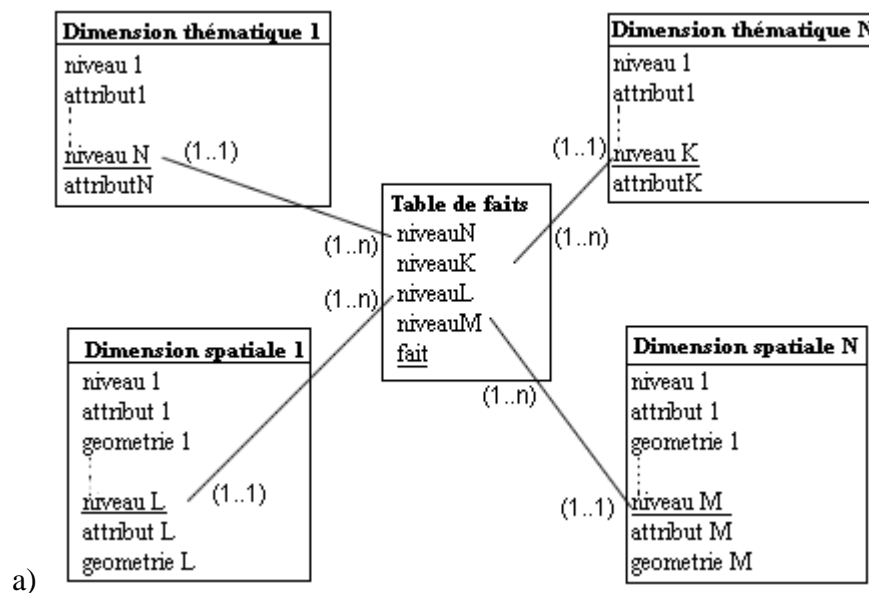 Dimension thématique 1
niveau 1
attribut1
niveau N
attributN
(1..1)
Dimension thématique N
niveau 1
attribut1
niveau K
attributK
(1..1)
Table de faits
niveauN
niveauK
niveauL
niveauM
fait
(1..n)
(1..n)
(1..n)
(1..n)
Dimension spatiale 1
niveau 1
attribut 1
geometrie 1
niveau L
attribut L
geometrie L
(1..1)
Dimension spatiale N
niveau 1
attribut 1
geometrie 1
niveau M
attribut M
geometrie M
(1..1)
a)